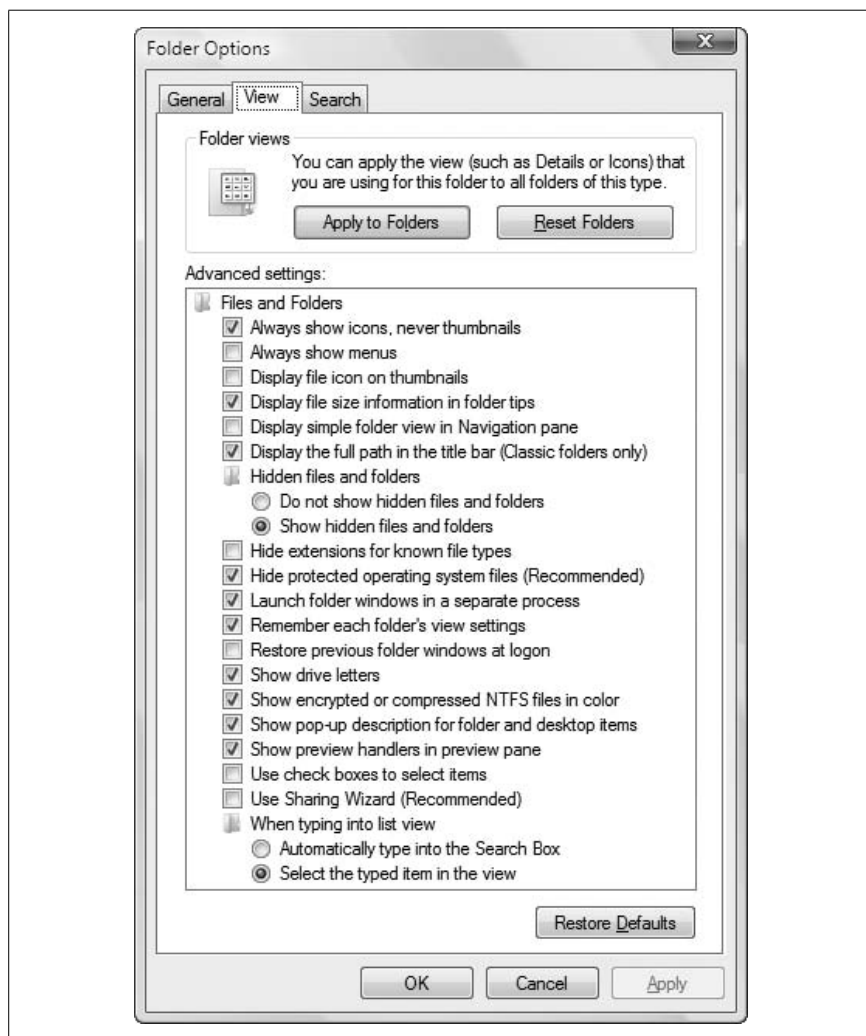 Folder Options
General View Search
Folder views
You can apply the view (such as Details or Icons) that
you are using for this folder to all folders of this type.
Apply to Folders Reset Folders
Advanced settings:
Files and Folders
Always show icons, never thumbnails
Always show menus
Display file icon on thumbnails
Display file size information in folder tips
Display simple folder view in Navigation pane
Display the full path in the title bar (Classic folders only)
Hidden files and folders
Do not show hidden files and folders
Show hidden files and folders
Hide extensions for known file types
Hide protected operating system files (Recommended)
Launch folder windows in a separate process
Remember each folder's view settings
Restore previous folder windows at logon
Show drive letters
Show encrypted or compressed NTFS files in color
Show pop-up description for folder and desktop items
Show preview handlers in preview pane
Use check boxes to select items
Use Sharing Wizard (Recommended)
When typing into list view
Automatically type into the Search Box
Select the typed item in the view
Restore Defaults
OK Cancel Apply